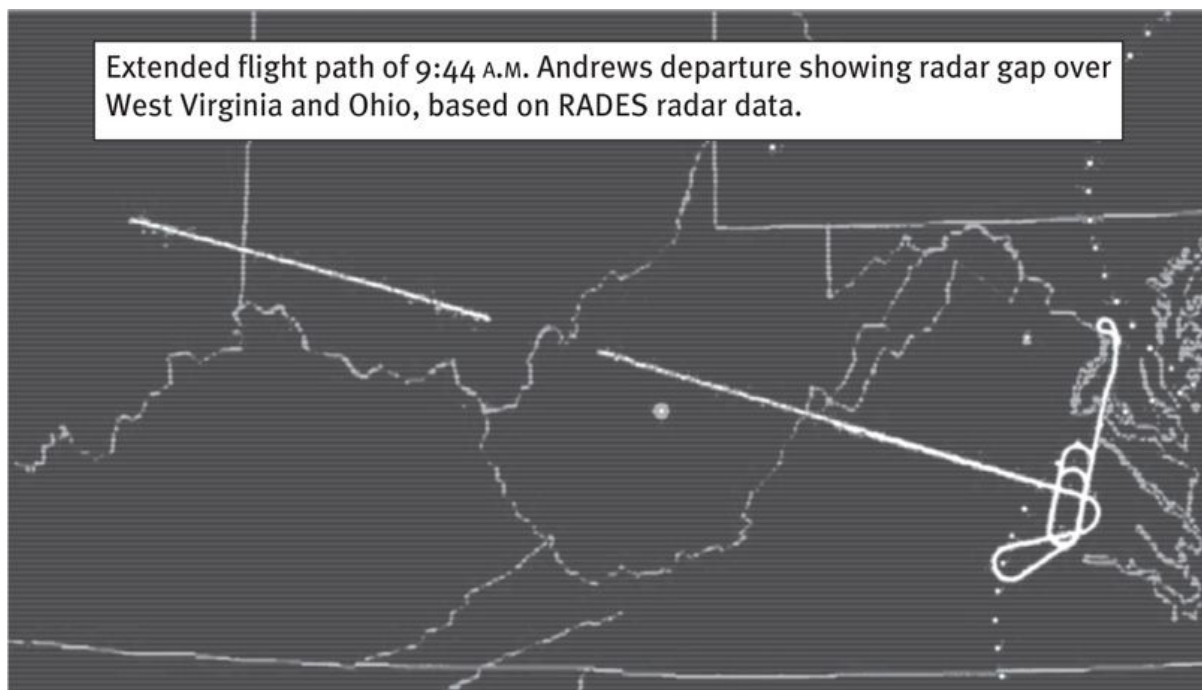 Extended flight path of 9:44 A.M. Andrews departure showing radar gap over
West Virginia and Ohio, based on RADES radar data.